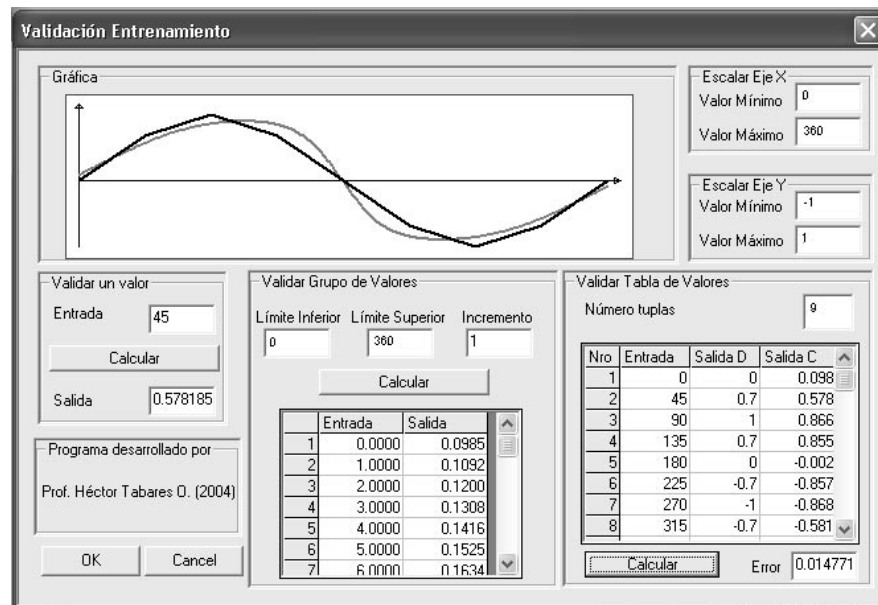 Validación Entrenamiento
Gráfica
Escalar Eje X
Valor Mínimo 0
Valor Máximo 360
Escalar Eje Y
Valor Mínimo -1
Valor Máximo 1
Validar un valor
Entrada 45
Calcular
Salida 0.578185
Programa desarrollado por
Prof. Héctor Tabares O. (2004)
OK Cancel
Validar Grupo de Valores
Límite Inferior Límite Superior Incremento
0 360 1
Calcular
Entrada Salida
1 0.0000 0.0985
2 1.0000 0.1092
3 2.0000 0.1200
4 3.0000 0.1308
5 4.0000 0.1416
6 5.0000 0.1525
7 6.0000 0.1634
Validar Tabla de Valores
Número tuplas 9
Nro Entrada Salida D Salida C
1 0 0 0.098
2 45 0.7 0.578
3 90 1 0.866
4 135 0.7 0.855
5 180 0 -0.002
6 225 -0.7 -0.857
7 270 -1 -0.868
8 315 -0.7 -0.581
Calcular Error 0.014771